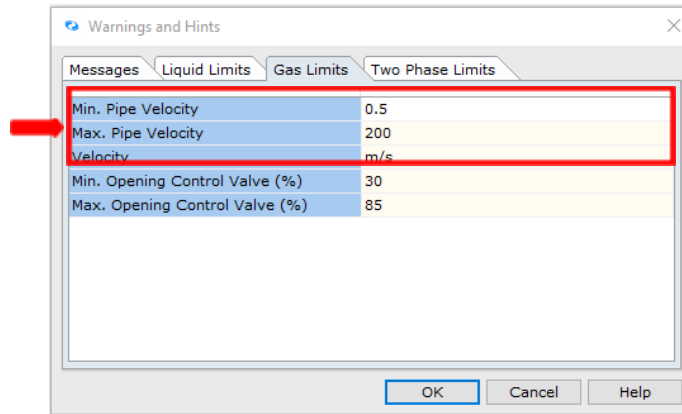 Warnings and Hints
Messages Liquid Limits Gas Limits Two Phase Limits
Min. Pipe Velocity 0.5
Max. Pipe Velocity 200
Velocity m/s
Min. Opening Control Valve (%) 30
Max. Opening Control Valve (%) 85
OK Cancel Help